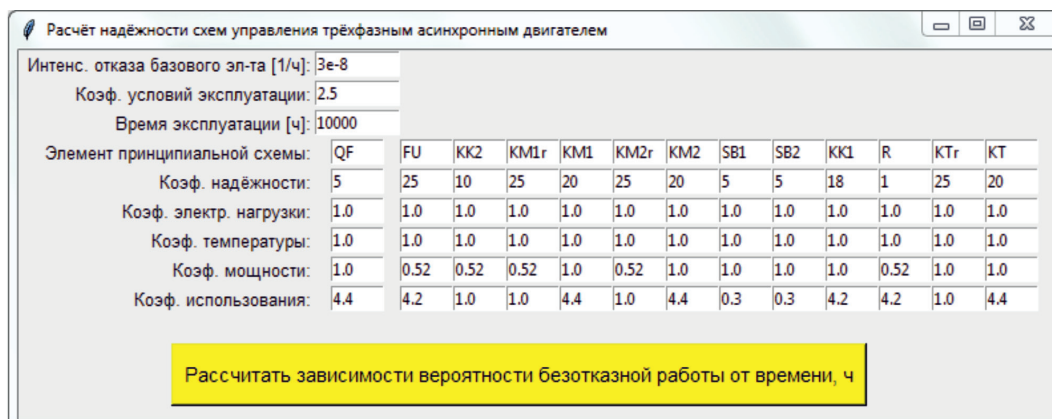 Расчёт надёжности схем управления трёхфазным асинхронным двигателем
Интенс. отказа базового эл-та [1/ч]: 3e-8
Коэф. условий эксплуатации: 2.5
Время эксплуатации [ч]: 10000
Элемент принципиальной схемы: QF FU KK2 KM1r KM1 KM2r KM2 SB1 SB2 KK1 R KTr KT
Коэф. надёжности: 5 25 10 25 20 25 20 5 5 18 1 25 20
Коэф. электр. нагрузки: 1.0 1.0 1.0 1.0 1.0 1.0 1.0 1.0 1.0 1.0 1.0 1.0 1.0
Коэф. температуры: 1.0 1.0 1.0 1.0 1.0 1.0 1.0 1.0 1.0 1.0 1.0 1.0 1.0
Коэф. мощности: 1.0 0.52 0.52 0.52 1.0 0.52 1.0 1.0 1.0 1.0 0.52 1.0 1.0
Коэф. использования: 4.4 4.2 1.0 1.0 4.4 1.0 4.4 0.3 0.3 4.2 4.2 1.0 4.4
Рассчитать зависимости вероятности безотказной работы от времени, ч